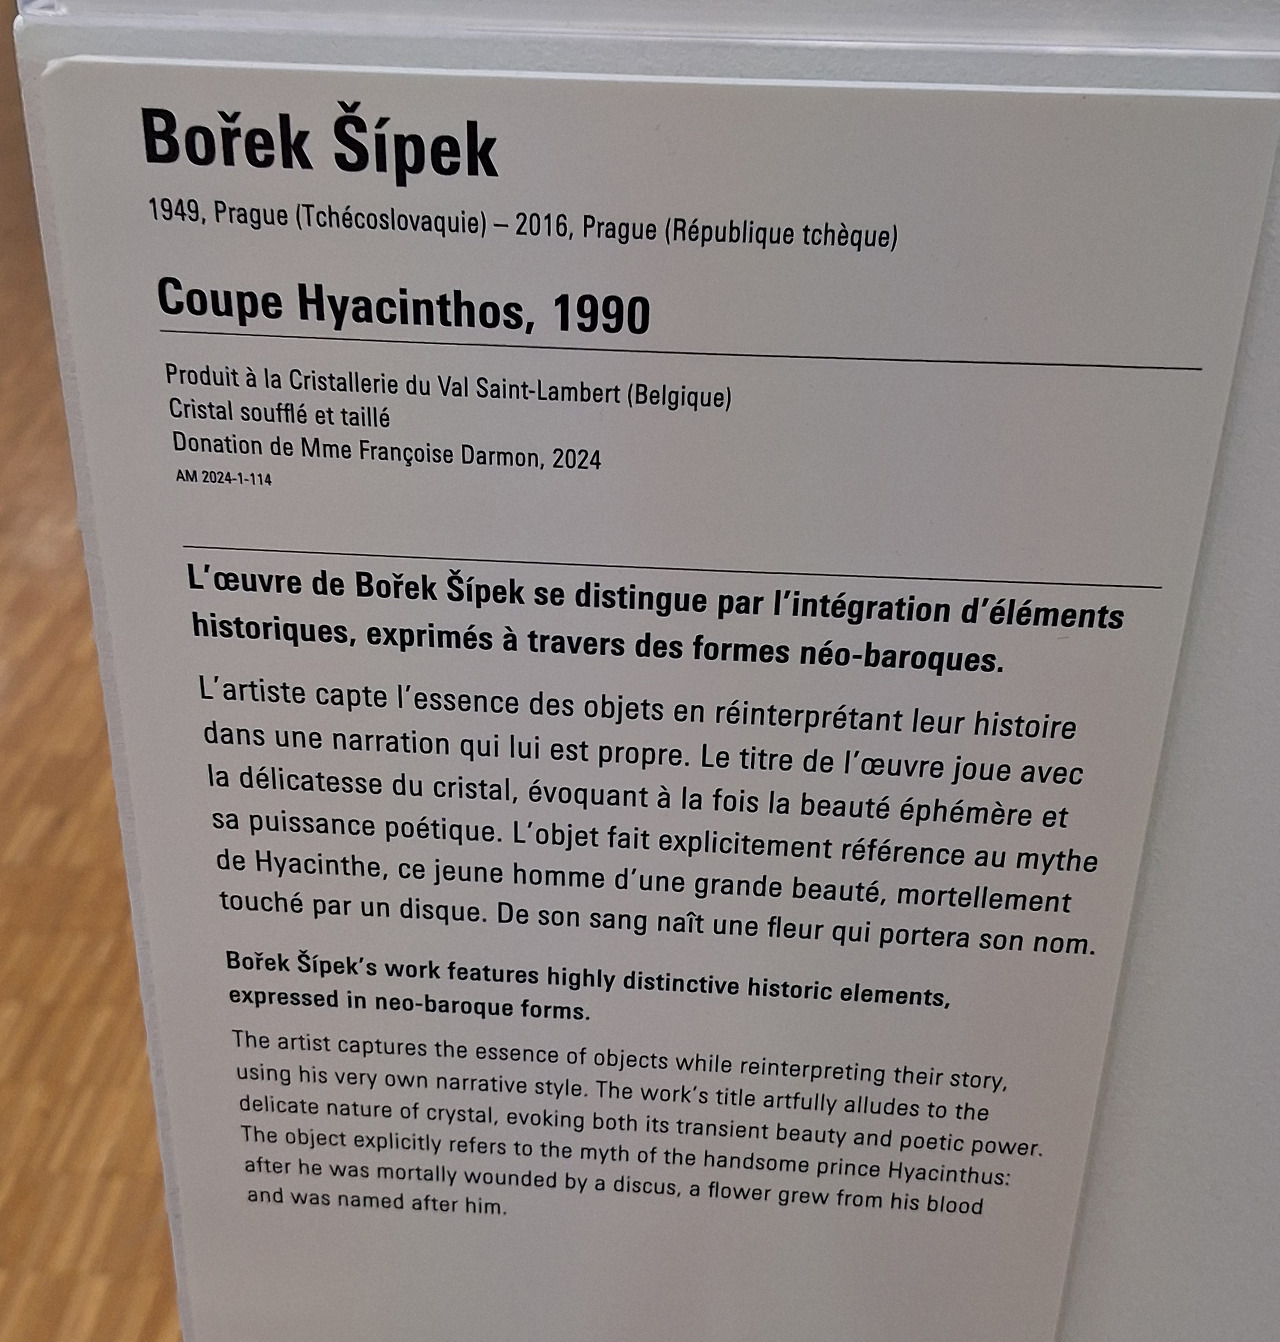 Bořek Šípek
1949, Prague (Tchécoslovaquie) – 2016, Prague (République tchèque)
Coupe Hyacinthos, 1990
Produit à la Cristallerie du Val Saint-Lambert (Belgique)
Cristal soufflé et taillé
Donation de Mme Françoise Darmon, 2024
AM 2024-1-114
L’œuvre de Bořek Šípek se distingue par l’intégration d’éléments
historiques, exprimés à travers des formes néo-baroques.
L’artiste capte l’essence des objets en réinterprétant leur histoire
dans une narration qui lui est propre. Le titre de l’œuvre joue avec
la délicatesse du cristal, évoquant à la fois la beauté éphémère et
sa puissance poétique. L’objet fait explicitement référence au mythe
de Hyacinthe, ce jeune homme d’une grande beauté, mortellement
touché par un disque. De son sang naît une fleur qui portera son nom.
Bořek Šípek’s work features highly distinctive historic elements,
expressed in neo-baroque forms.
The artist captures the essence of objects while reinterpreting their story,
using his very own narrative style. The work’s title artfully alludes to the
delicate nature of crystal, evoking both its transient beauty and poetic power.
The object explicitly refers to the myth of the handsome prince Hyacinthus:
after he was mortally wounded by a discus, a flower grew from his blood
and was named after him.